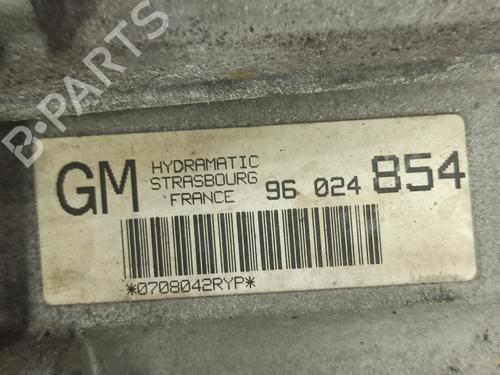 B-PARTS
GM
HYDRAMATIC
STRASBOURG
FRANCE
96 024 854
*0708042RYP*